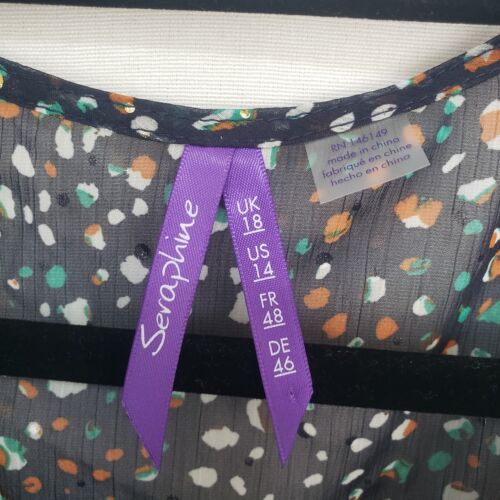 Seraphine
UK
18
US
14
FR
48
DE
46
RN 146149
made in china
fabriqué en chine
hecho en china